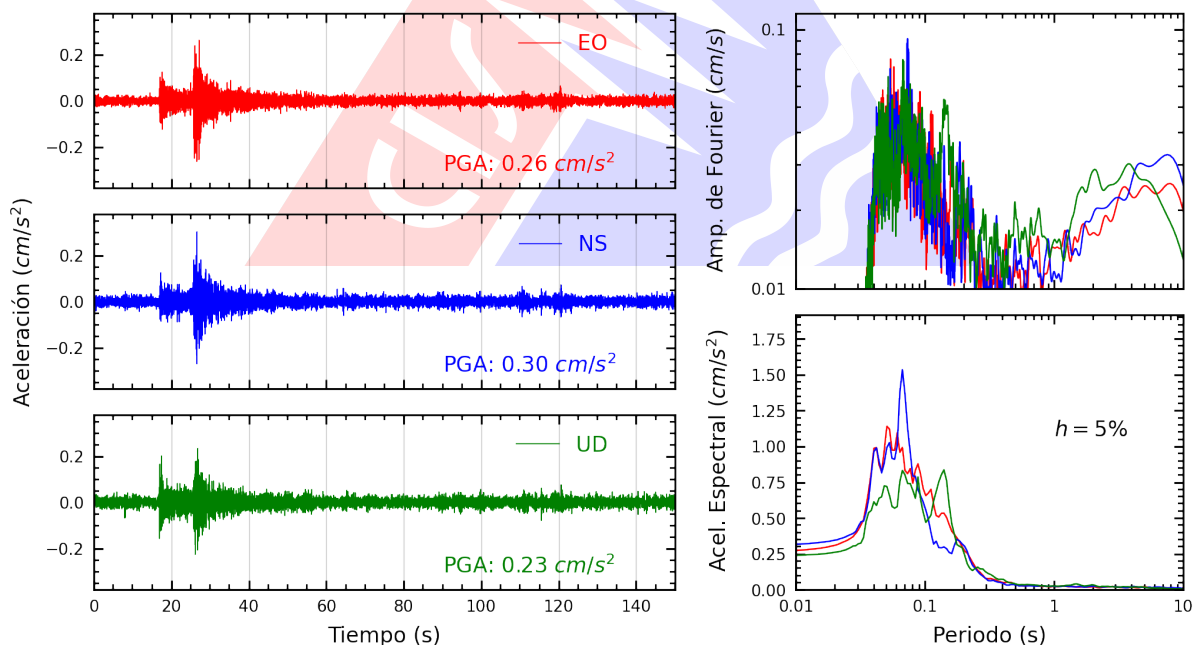 Aceleración (cm/s²)
0.2
0.0
−0.2
EO
PGA: 0.26 cm/s²
0.2
0.0
−0.2
NS
PGA: 0.30 cm/s²
0.2
0.0
−0.2
UD
PGA: 0.23 cm/s²
0 20 40 60 80 100 120 140
Tiempo (s)
Amp. de Fourier (cm/s)
0.1
0.01
Acel. Espectral (cm/s²)
1.75
1.50
1.25
1.00
0.75
0.50
0.25
0.00
h = 5%
0.01 0.1 1 10
Periodo (s)